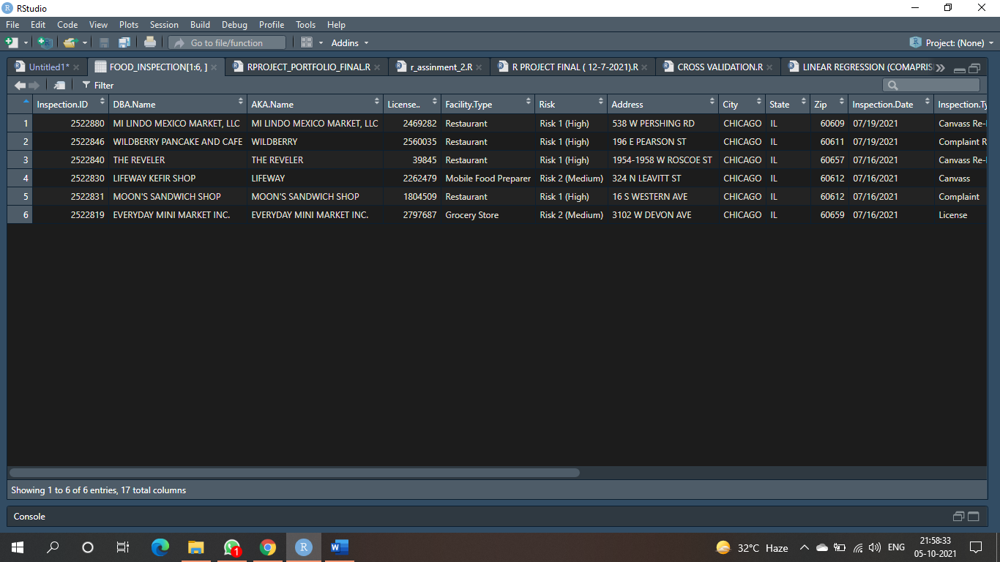 RStudio
File Edit Code View Plots Session Build Debug Profile Tools Help
Go to file/function Addins Project: (None)
Untitled1* FOOD_INSPECTION[1:6, ] RPROJECT_PORTFOLIO_FINAL.R r_assinment_2.R R PROJECT FINAL ( 12-7-2021).R CROSS VALIDATION.R LINEAR REGRESSION (COMAPRIS
Filter
Inspection.ID DBA.Name AKA.Name License.. Facility.Type Risk Address City State Zip Inspection.Date Inspection.Ty
1 2522880 MI LINDO MEXICO MARKET, LLC MI LINDO MEXICO MARKET, LLC 2469282 Restaurant Risk 1 (High) 538 W PERSHING RD CHICAGO IL 60609 07/19/2021 Canvass Re-
2 2522846 WILDBERRY PANCAKE AND CAFE WILDBERRY 2560035 Restaurant Risk 1 (High) 196 E PEARSON ST CHICAGO IL 60611 07/19/2021 Complaint R
3 2522840 THE REVELER THE REVELER 39845 Restaurant Risk 1 (High) 1954-1958 W ROSCOE ST CHICAGO IL 60657 07/16/2021 Canvass Re-
4 2522830 LIFEWAY KEFIR SHOP LIFEWAY 2262479 Mobile Food Preparer Risk 2 (Medium) 324 N LEAVITT ST CHICAGO IL 60612 07/16/2021 Canvass
5 2522831 MOON'S SANDWICH SHOP MOON'S SANDWICH SHOP 1804509 Restaurant Risk 1 (High) 16 S WESTERN AVE CHICAGO IL 60612 07/16/2021 Complaint
6 2522819 EVERYDAY MINI MARKET INC. EVERYDAY MINI MARKET INC. 2797687 Grocery Store Risk 2 (Medium) 3102 W DEVON AVE CHICAGO IL 60659 07/16/2021 License
Showing 1 to 6 of 6 entries, 17 total columns
Console
1 R W 32°C Haze ENG 21:58:33
05-10-2021